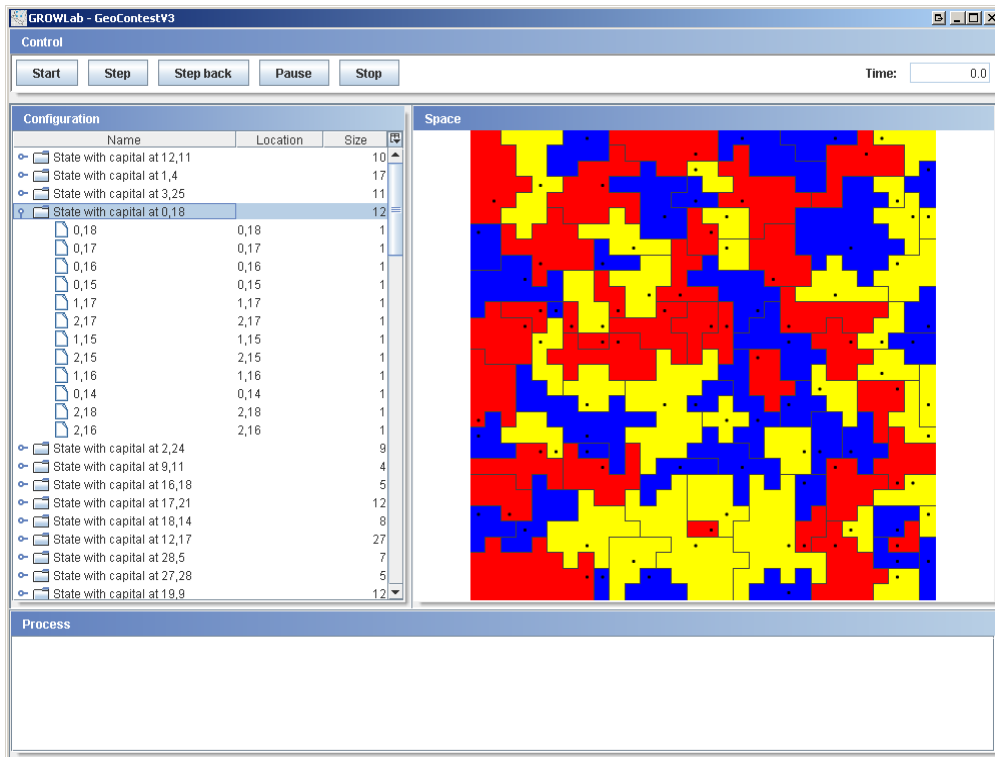 GROWLab - GeoContestV3
Control
Start Step Step back Pause Stop Time: 0.0
Configuration
Name Location Size
State with capital at 12,11 10
State with capital at 1,4 17
State with capital at 3,25 11
State with capital at 0,18 12
0,18 0,18 1
0,17 0,17 1
0,16 0,16 1
0,15 0,15 1
1,17 1,17 1
2,17 2,17 1
1,15 1,15 1
2,15 2,15 1
1,16 1,16 1
0,14 0,14 1
2,18 2,18 1
2,16 2,16 1
State with capital at 2,24 9
State with capital at 9,11 4
State with capital at 16,18 5
State with capital at 17,21 12
State with capital at 18,14 8
State with capital at 12,17 27
State with capital at 28,5 7
State with capital at 27,28 5
State with capital at 19,9 12
Space
Process